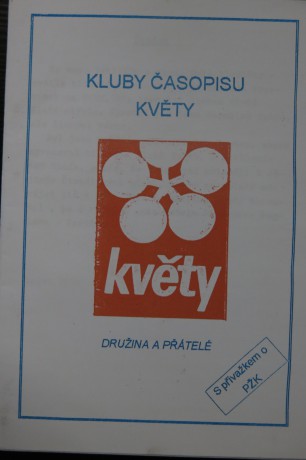 KLUBY ČASOPISU
KVĚTY
květy
DRUŽINA A PŘÁTELÉ
S přívažkem o
PŽK